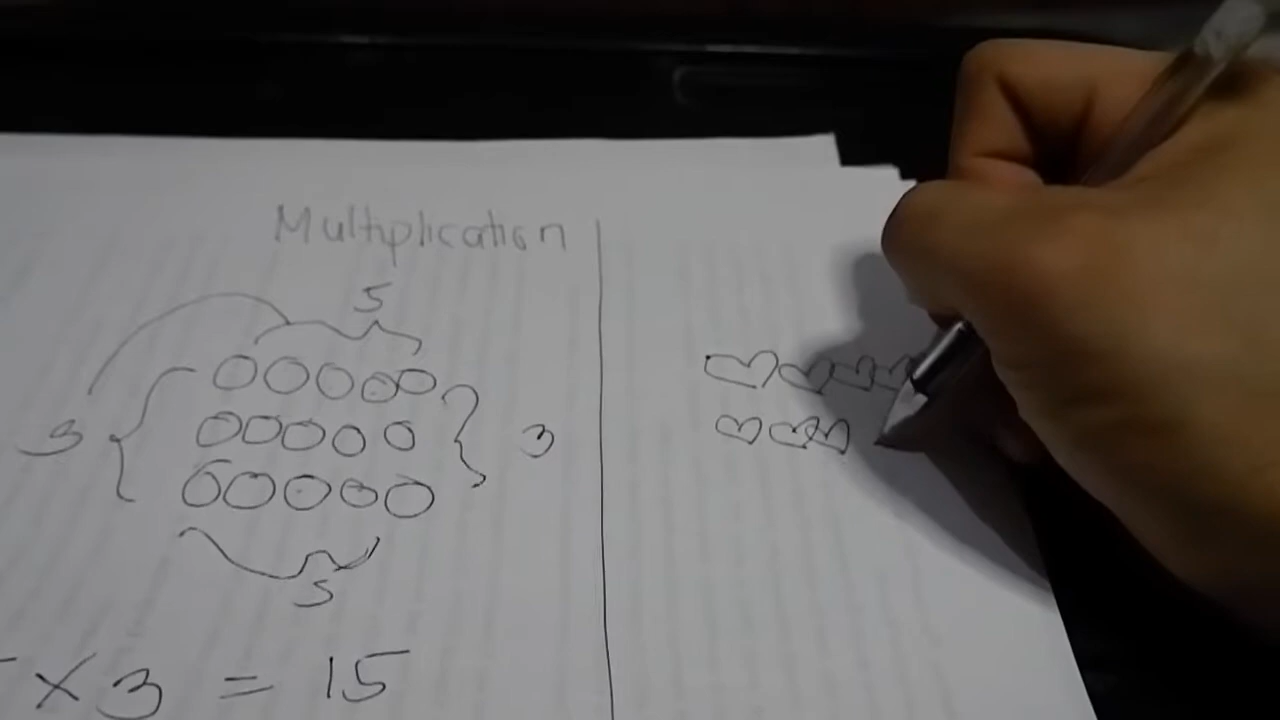 Multiplication
5
3 3
5
× 3 = 15